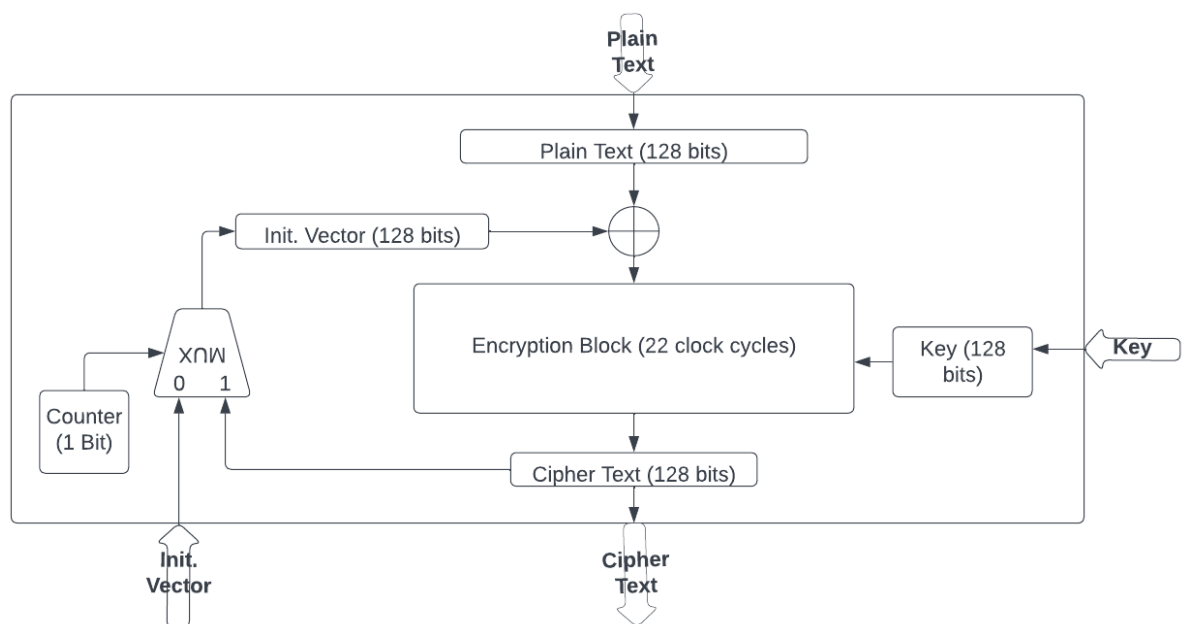 Plain
Text
Plain Text (128 bits)
Init. Vector (128 bits)
MUX
0 1
Counter
(1 Bit)
Encryption Block (22 clock cycles)
Key (128
bits)
Key
Cipher Text (128 bits)
Init.
Vector
Cipher
Text